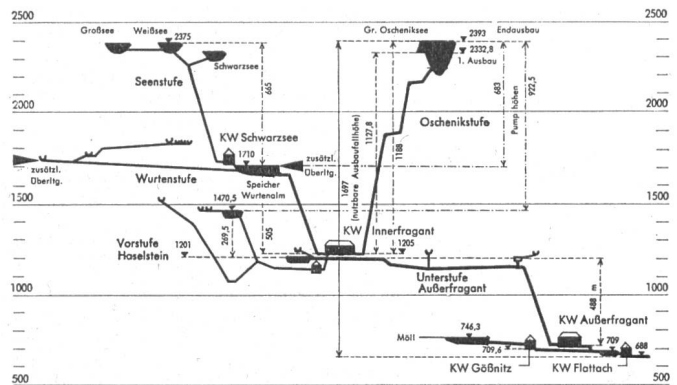 2500
Großsee
Weißsee
2375
Gr. Oscheniksee
2393
Endausbau
2500
2332,8
1. Ausbau
Schwarzsee
Seenstufe
665
683
922,5
Pump höhen
2000
Oschenikstufe
2000
KW Schwarzsee
1127,8
1188
1710
zusätzl.
Überltg.
Speicher
Wurtenalm
zusätzl.
Überltg.
Wurtenstufe
1697
(nutzbare Ausbaufallhöhe)
1500
1470,5
1500
269,5
505
KW Innerfragant
Vorstufe
Haselstein
1201
1205
Unterstufe
Außerfragant
1000
488 m
1000
KW Außerfragant
Möll
746,3
709,6
709
688
KW Gößnitz
KW Flattach
500
500